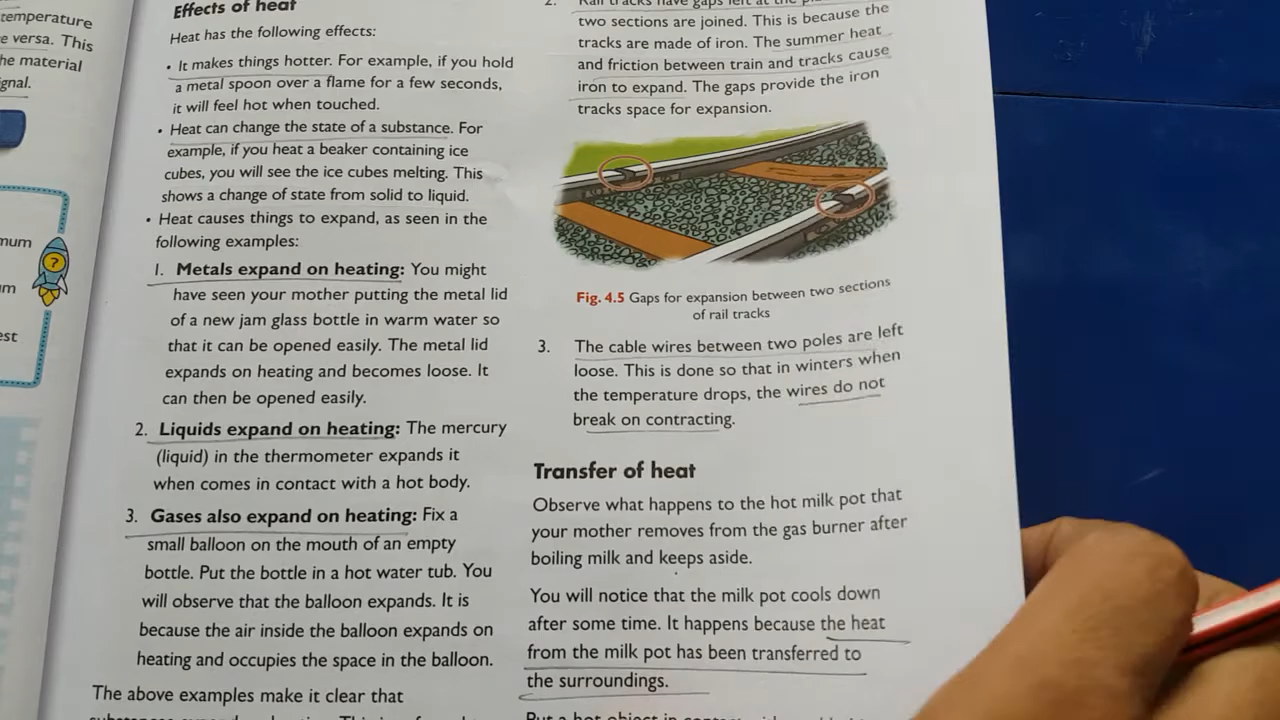 temperature
versa. This
he material
gnal.
mum
m
est
?
Effects of heat
Heat has the following effects:
• It makes things hotter. For example, if you hold
a metal spoon over a flame for a few seconds,
it will feel hot when touched.
• Heat can change the state of a substance. For
example, if you heat a beaker containing ice
cubes, you will see the ice cubes melting. This
shows a change of state from solid to liquid.
• Heat causes things to expand, as seen in the
following examples:
1. Metals expand on heating: You might
have seen your mother putting the metal lid
of a new jam glass bottle in warm water so
that it can be opened easily. The metal lid
expands on heating and becomes loose. It
can then be opened easily.
2. Liquids expand on heating: The mercury
(liquid) in the thermometer expands it
when comes in contact with a hot body.
3. Gases also expand on heating: Fix a
small balloon on the mouth of an empty
bottle. Put the bottle in a hot water tub. You
will observe that the balloon expands. It is
because the air inside the balloon expands on
heating and occupies the space in the balloon.
The above examples make it clear that
2. Rail tracks have gaps left at the
two sections are joined. This is because the
tracks are made of iron. The summer heat
and friction between train and tracks cause
iron to expand. The gaps provide the iron
tracks space for expansion.
Fig. 4.5 Gaps for expansion between two sections
of rail tracks
3. The cable wires between two poles are left
loose. This is done so that in winters when
the temperature drops, the wires do not
break on contracting.
Transfer of heat
Observe what happens to the hot milk pot that
your mother removes from the gas burner after
boiling milk and keeps aside.
You will notice that the milk pot cools down
after some time. It happens because the heat
from the milk pot has been transferred to
the surroundings.
Put a hot object in